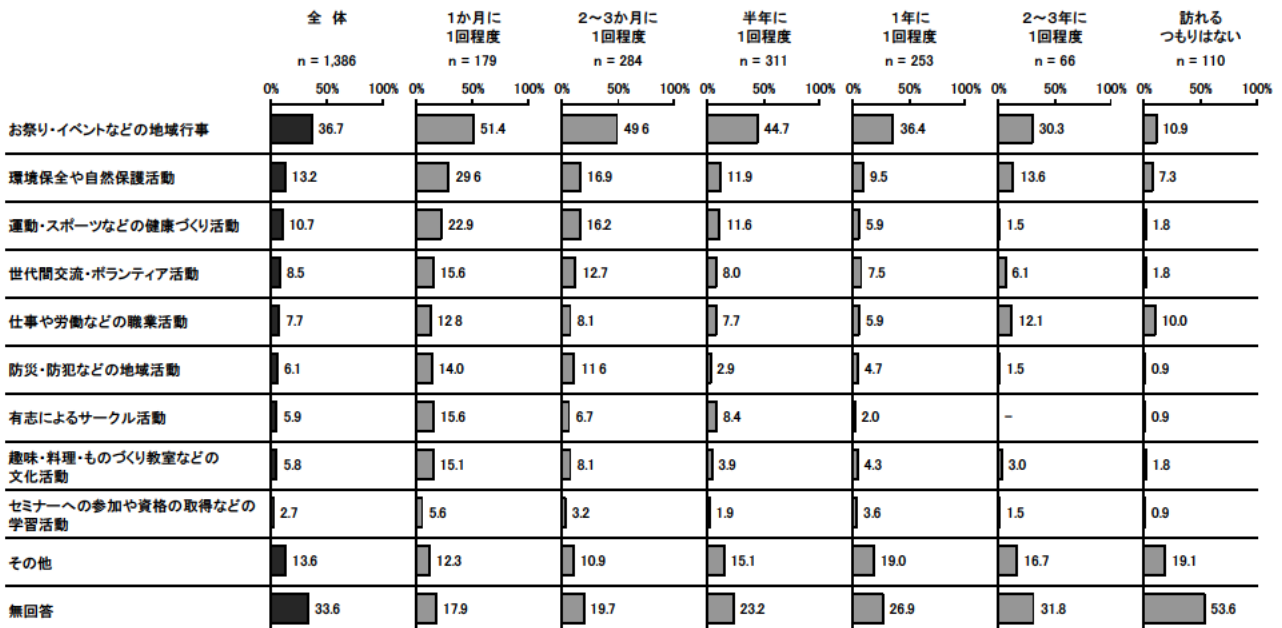 全 体 1か月に 2～3か月に 半年に 1年に 2～3年に 訪れる
1回程度 1回程度 1回程度 1回程度 1回程度 つもりはない
n = 1,386 n = 179 n = 284 n = 311 n = 253 n = 66 n = 110
0% 50% 100% 0% 50% 100% 0% 50% 100% 0% 50% 100% 0% 50% 100% 0% 50% 100% 0% 50% 100%
お祭り・イベントなどの地域行事 36.7 51.4 49 6 44.7 36.4 30.3 10.9
環境保全や自然保護活動 13.2 29 6 16.9 11.9 9.5 13.6 7.3
運動・スポーツなどの健康づくり活動 10.7 22.9 16.2 11.6 5.9 1.5 1.8
世代間交流・ボランティア活動 8.5 15.6 12.7 8.0 7.5 6.1 1.8
仕事や労働などの職業活動 7.7 12 8 8.1 7.7 5.9 12.1 10.0
防災・防犯などの地域活動 6.1 14.0 11 6 2.9 4.7 1.5 0.9
有志によるサークル活動 5.9 15.6 6.7 8.4 2.0 – 0.9
趣味・料理・ものづくり教室などの
文化活動 5.8 15.1 8.1 3.9 4.3 3.0 1.8
セミナーへの参加や資格の取得などの
学習活動 2.7 5.6 3.2 1.9 3.6 1.5 0.9
その他 13.6 12.3 10.9 15.1 19.0 16.7 19.1
無回答 33.6 17.9 19.7 23.2 26.9 31.8 53.6